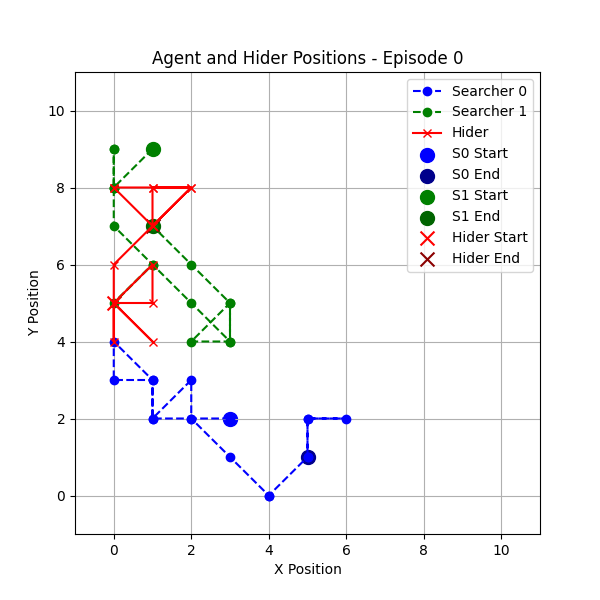 Agent and Hider Positions - Episode 0
Searcher 0
Searcher 1
Hider
S0 Start
S0 End
S1 Start
S1 End
Hider Start
Hider End
Y Position
10
8
6
4
2
0
0 2 4 6 8 10
X Position